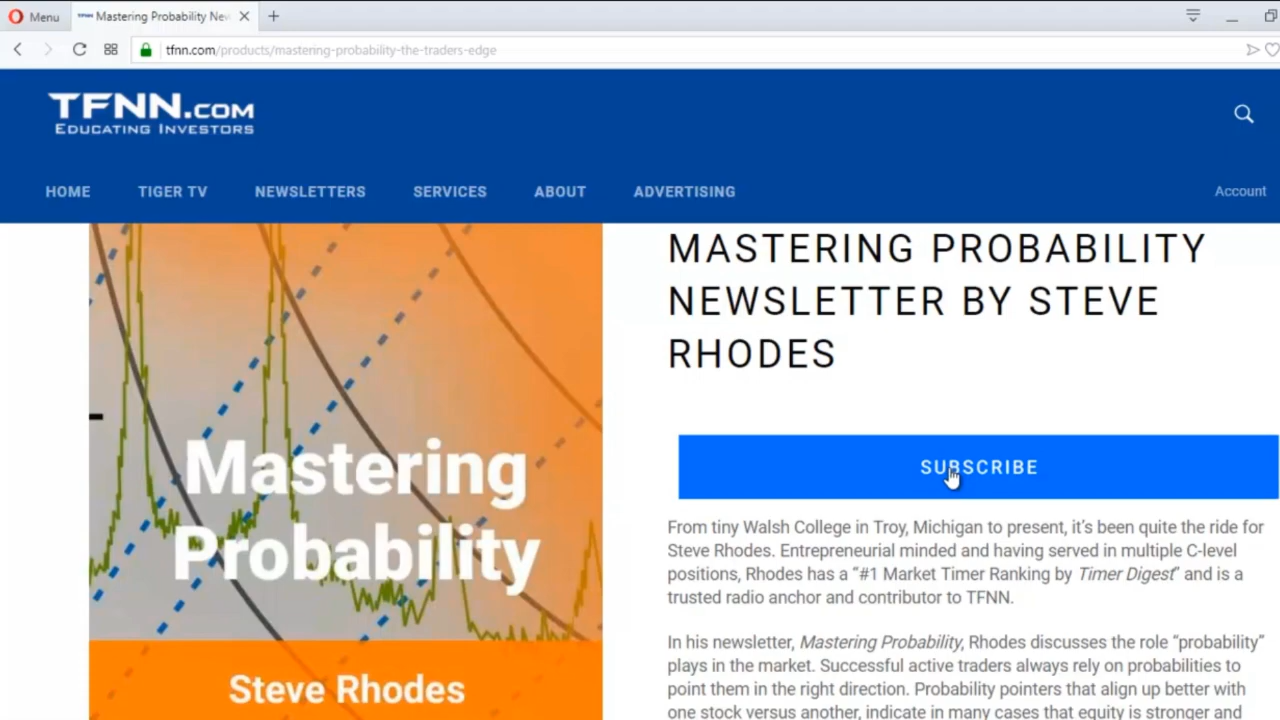 Menu
Mastering Probability New
tfnn.com/products/mastering-probability-the-traders-edge
TFNN.COM
EDUCATING INVESTORS
HOME TIGER TV NEWSLETTERS SERVICES ABOUT ADVERTISING Account
MASTERING PROBABILITY
NEWSLETTER BY STEVE
RHODES
SUBSCRIBE
From tiny Walsh College in Troy, Michigan to present, it’s been quite the ride for
Steve Rhodes. Entrepreneurial minded and having served in multiple C-level
positions, Rhodes has a “#1 Market Timer Ranking by Timer Digest” and is a
trusted radio anchor and contributor to TFNN.
In his newsletter, Mastering Probability, Rhodes discusses the role “probability”
plays in the market. Successful active traders always rely on probabilities to
point them in the right direction. Probability pointers that align up better with
one stock versus another, indicate in many cases that equity is stronger and
Mastering
Probability
Steve Rhodes